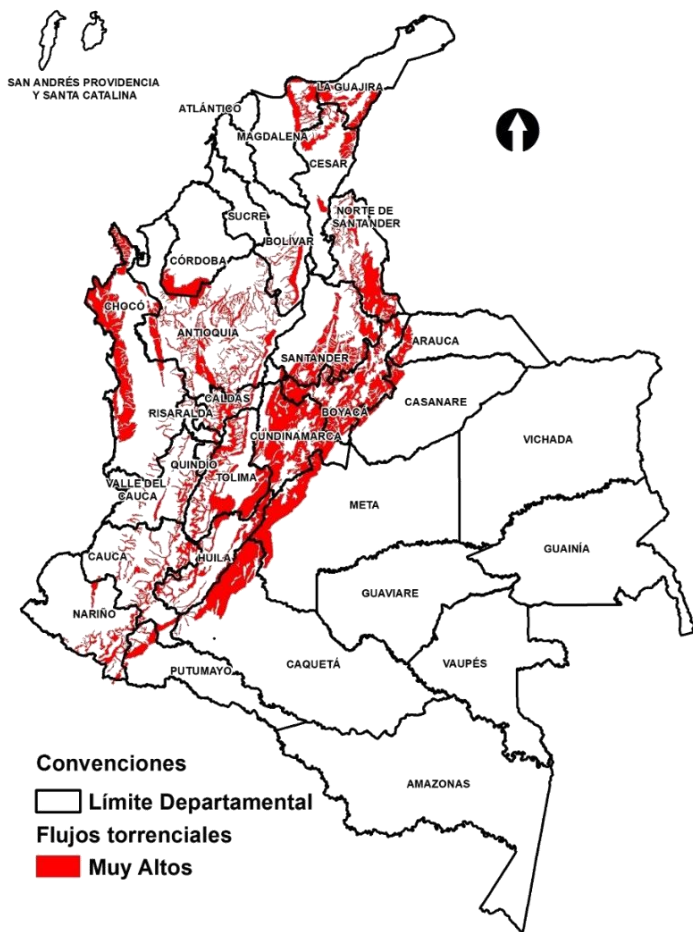 SAN ANDRÉS PROVIDENCIA
Y SANTA CATALINA
LA GUAJIRA
ATLÁNTICO
MAGDALENA
CESAR
SUCRE
NORTE DE
SANTANDER
BOLÍVAR
CÓRDOBA
CHOCÓ
ANTIOQUIA
ARAUCA
SANTANDER
CALDAS
CASANARE
BOYACÁ
RISARALDA
CUNDINAMARCA
VICHADA
QUINDÍO
TOLIMA
VALLE DEL
CAUCA
META
GUAINÍA
CAUCA
HUILA
GUAVIARE
NARIÑO
CAQUETÁ
VAUPÉS
PUTUMAYO
AMAZONAS
Convenciones
Límite Departamental
Flujos torrenciales
Muy Altos